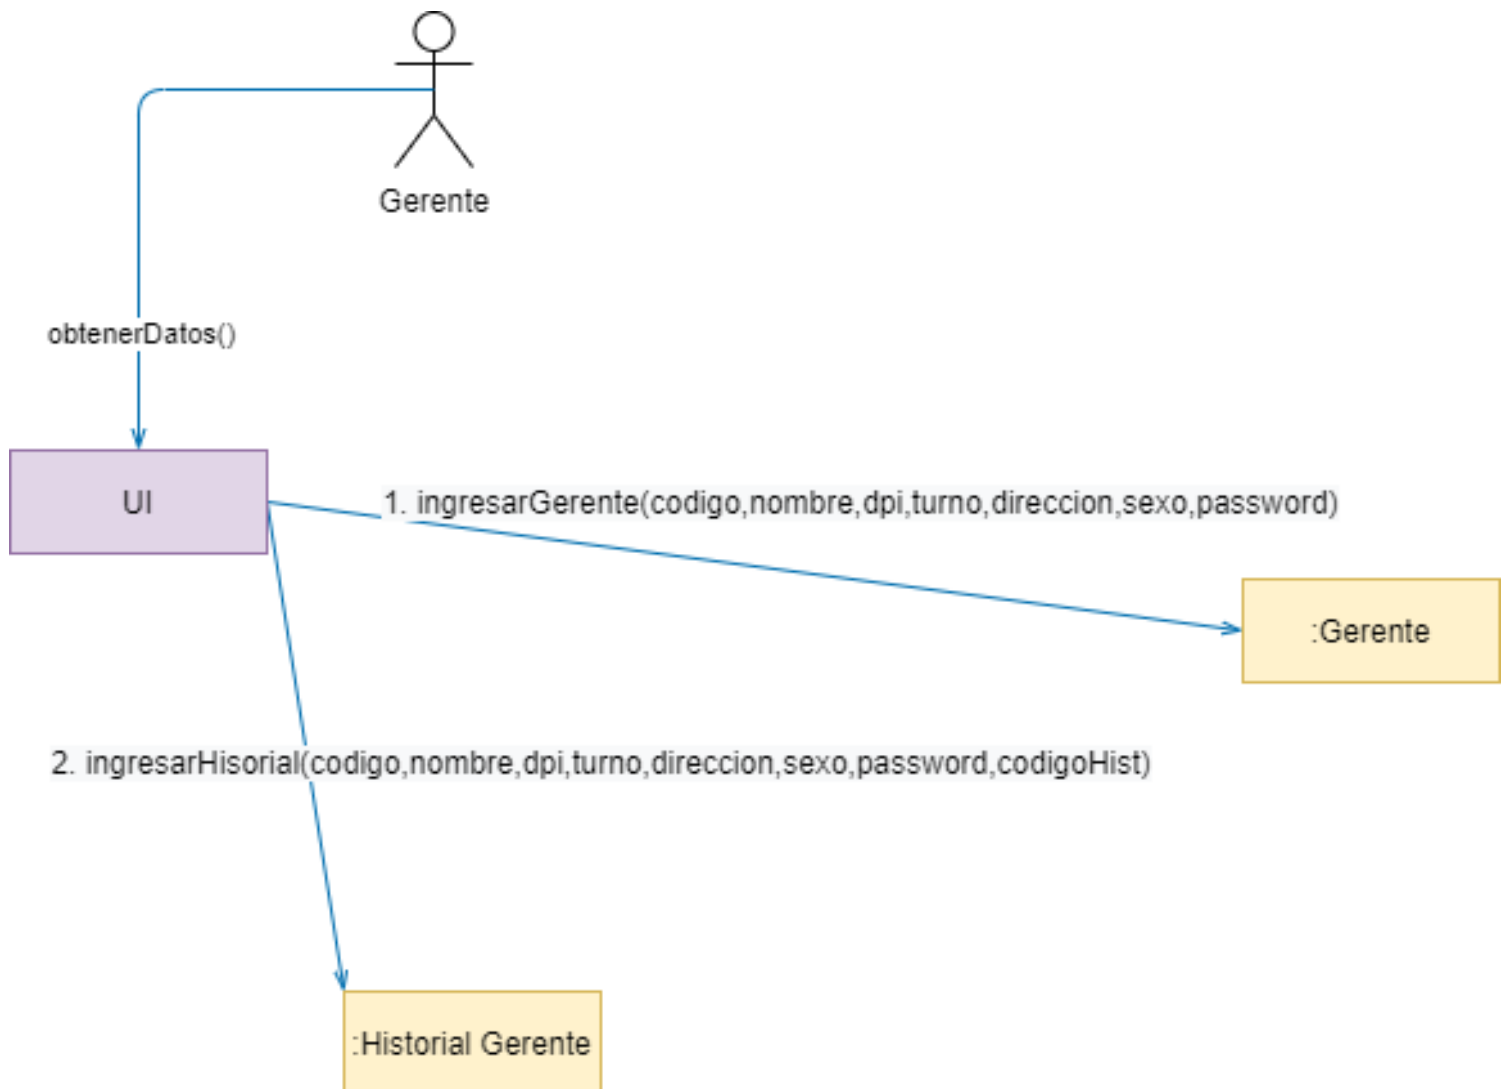 Gerente
obtenerDatos()
UI
1. ingresarGerente(codigo,nombre,dpi,turno,direccion,sexo,password)
:Gerente
2. ingresarHisorial(codigo,nombre,dpi,turno,direccion,sexo,password,codigoHist)
:Historial Gerente